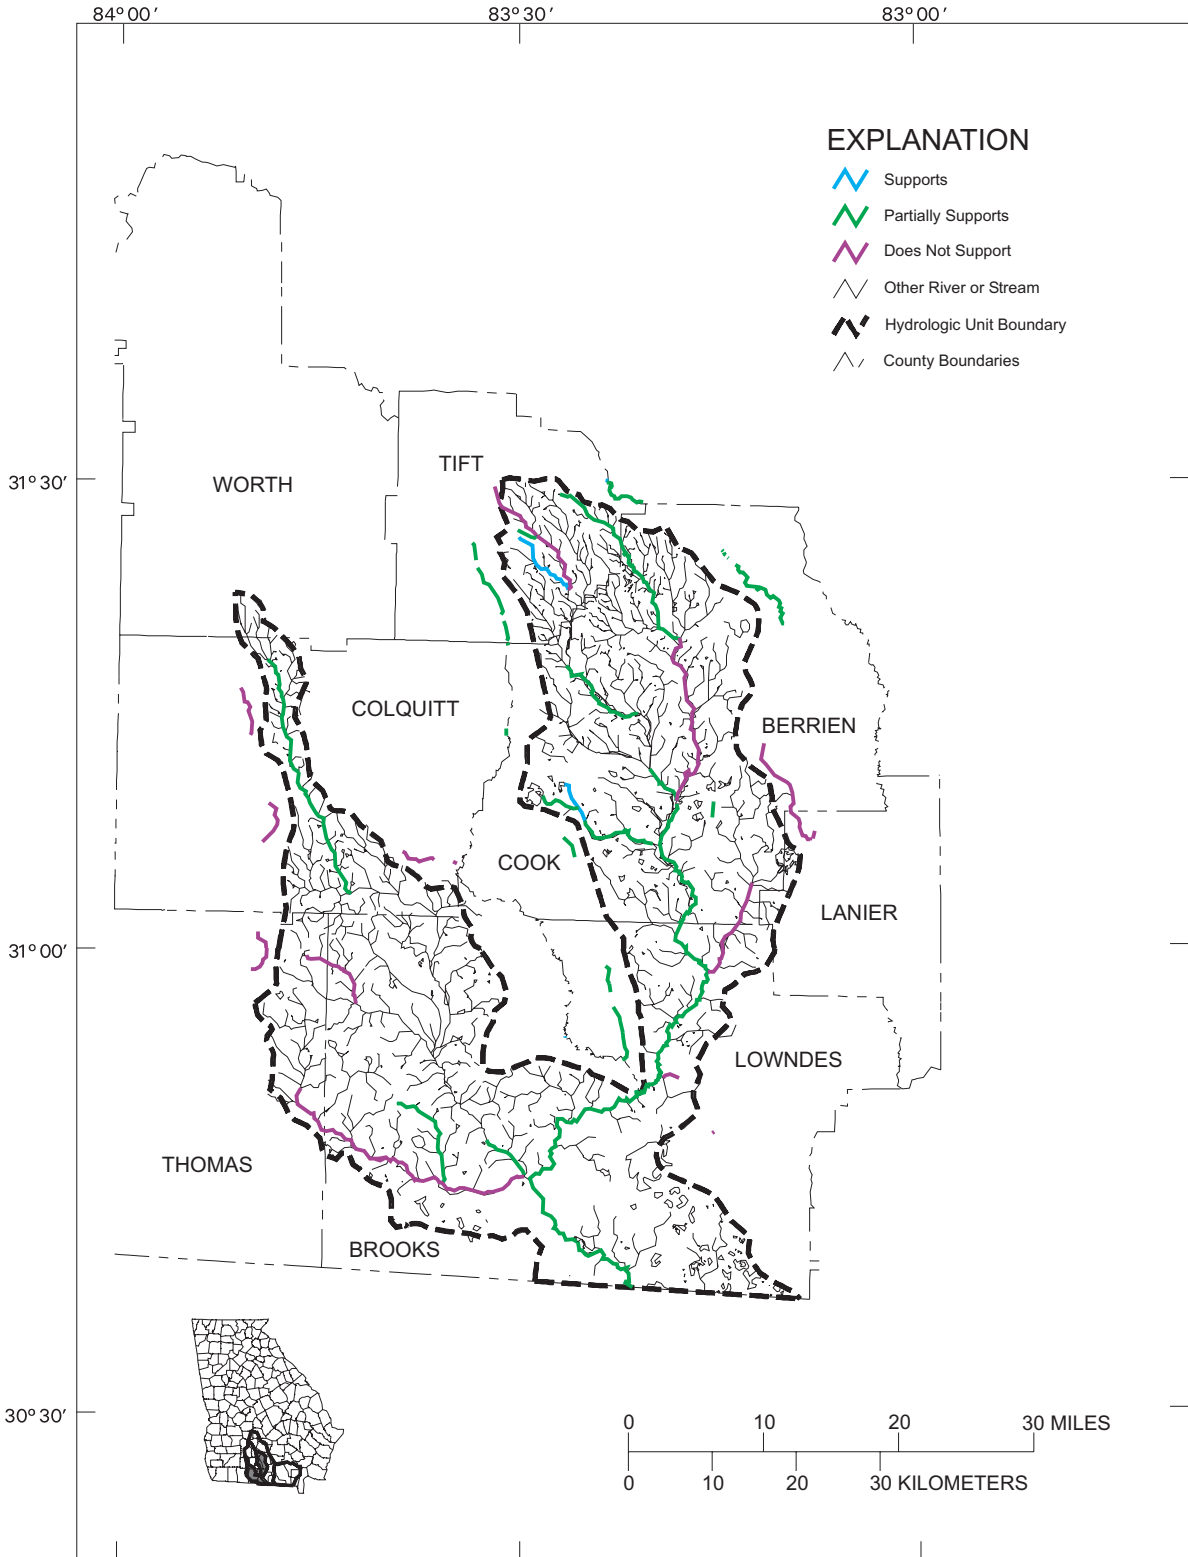 84°00′ 83°30′ 83°00′
EXPLANATION
Supports
Partially Supports
Does Not Support
Other River or Stream
Hydrologic Unit Boundary
County Boundaries
TIFT
31°30′
WORTH
COLQUITT
BERRIEN
COOK
LANIER
31°00′
LOWNDES
THOMAS
BROOKS
30°30′
0 10 20 30 MILES
0 10 20 30 KILOMETERS